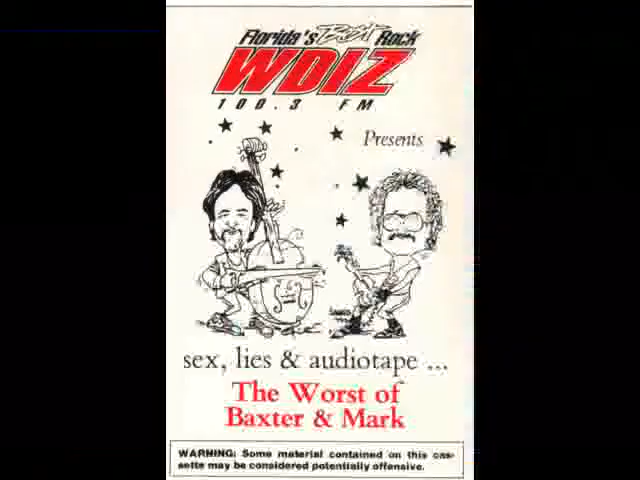 Florida's Best Rock
WDIZ
100.3 FM
Presents
sex, lies & audiotape ...
The Worst of
Baxter & Mark
WARNING: Some material contained on this cas-
sette may be considered potentially offensive.